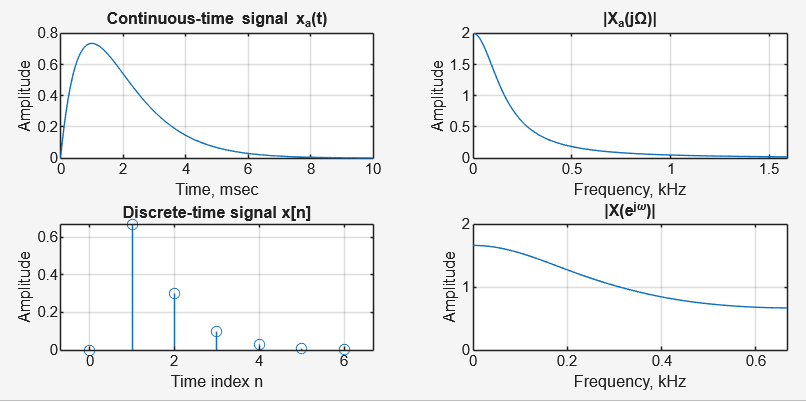 Continuous-time signal xₐ(t)
Amplitude
0.8
0.6
0.4
0.2
0
0 2 4 6 8 10
Time, msec
|Xₐ(jΩ)|
Amplitude
2
1.5
1
0.5
0
0 0.5 1 1.5
Frequency, kHz
Discrete-time signal x[n]
Amplitude
0.6
0.4
0.2
0
0 2 4 6
Time index n
|X(e^{jω})|
Amplitude
2
1
0
0 0.2 0.4 0.6
Frequency, kHz